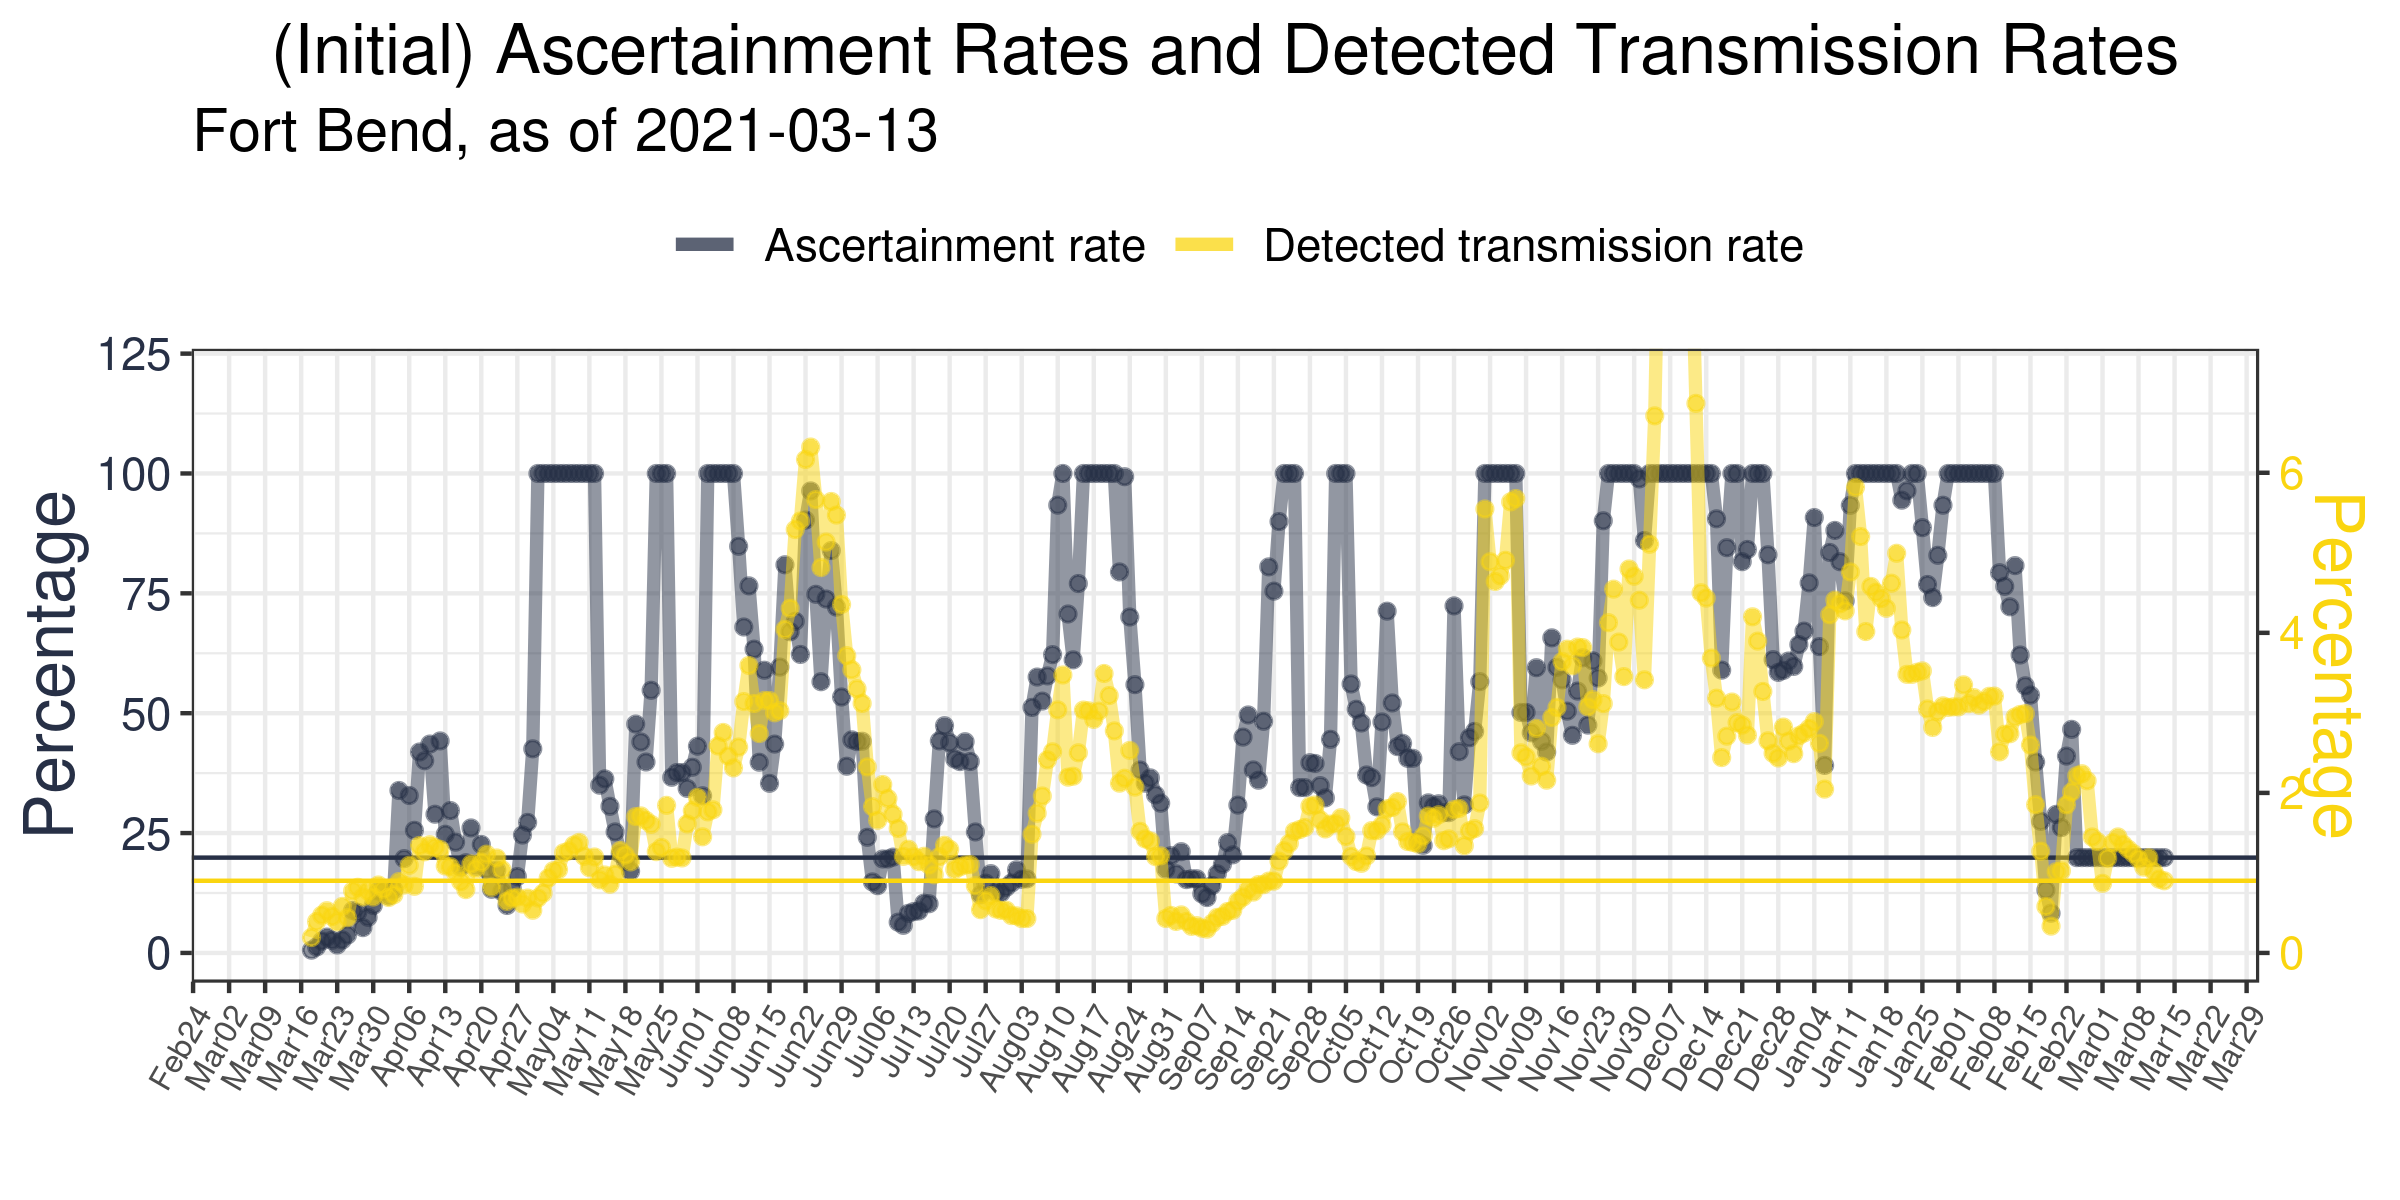 (Initial) Ascertainment Rates and Detected Transmission Rates
Fort Bend, as of 2021-03-13
Ascertainment rate Detected transmission rate
125
100
75
50
25
0
Percentage
6
4
2
0
Percentage
Feb24 Mar02 Mar09 Mar16 Mar23 Mar30 Apr06 Apr13 Apr20 Apr27 May04 May11 May18 May25 Jun01 Jun08 Jun15 Jun22 Jun29 Jul06 Jul13 Jul20 Jul27 Aug03 Aug10 Aug17 Aug24 Aug31 Sep07 Sep14 Sep21 Sep28 Oct05 Oct12 Oct19 Oct26 Nov02 Nov09 Nov16 Nov23 Nov30 Dec07 Dec14 Dec21 Dec28 Jan04 Jan11 Jan18 Jan25 Feb01 Feb08 Feb15 Feb22 Mar01 Mar08 Mar15 Mar22 Mar29